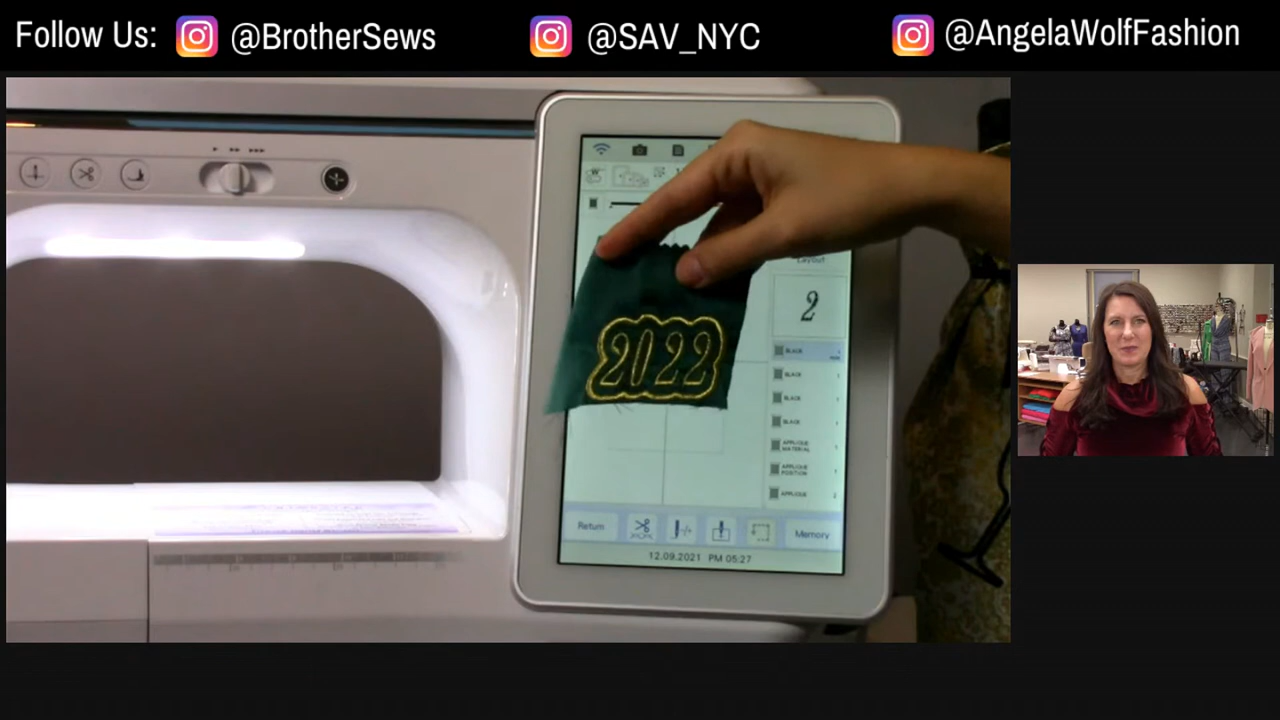 Follow Us: @BrotherSews @SAV_NYC @AngelaWolfFashion
Layout
2
BLACK
BLACK
BLACK
BLACK
APPLIQUE
MATERIAL
APPLIQUE
POSITION
APPLIQUE
2022
Return
Memory
12.09.2021 PM 05:27